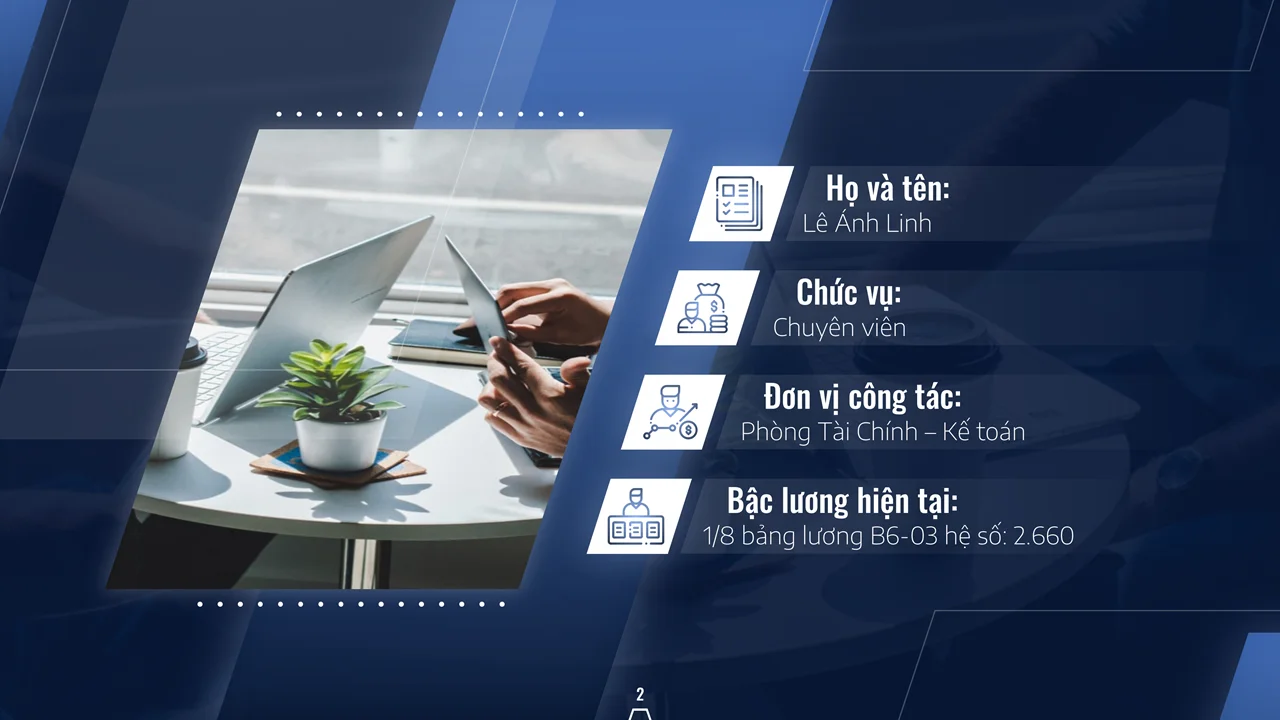 Họ và tên:
Lê Ánh Linh
Chức vụ:
Chuyên viên
Đơn vị công tác:
Phòng Tài Chính – Kế toán
Bậc lương hiện tại:
1/8 bảng lương B6-03 hệ số: 2.660
2